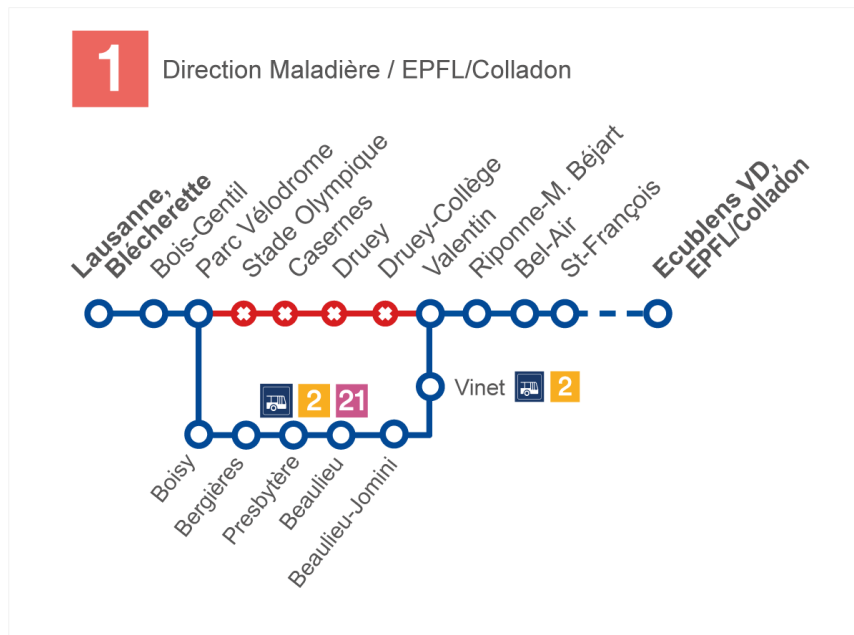 1
Direction Maladière / EPFL/Colladon
Lausanne,
Blécherette
Bois-Gentil
Parc Vélodrome
Stade Olympique
Casernes
Druey
Druey-Collège
Valentin
Riponne-M. Béjart
Bel-Air
St-François
Ecublens VD,
EPFL/Colladon
2 21
Vinet 2
Boisy
Bergières
Presbytère
Beaulieu
Beaulieu-Jomini